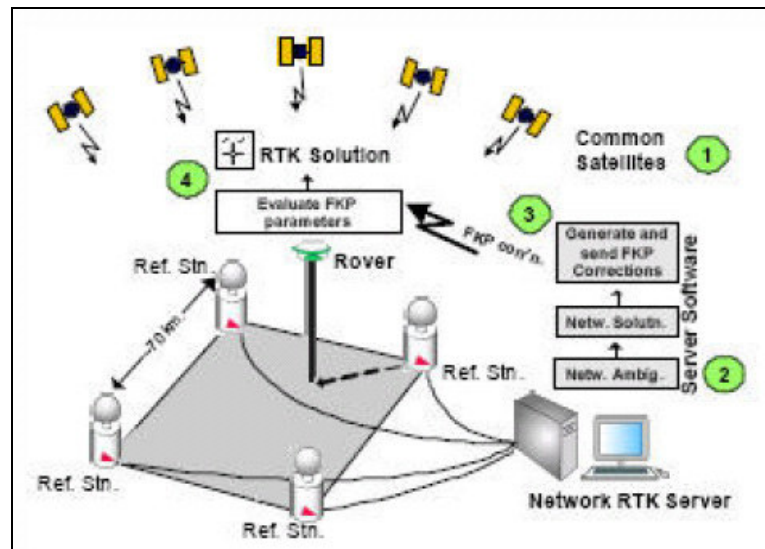 Common
Satellites
1
RTK Solution
4
Evaluate FKP
parameters
3
FKP corr'n.
Generate and
send FKP
Corrections
Server Software
Rover
Ref. Stn.
70 km.
Netw. Solutn.
Ref. Stn.
Netw. Ambig.
2
Ref. Stn.
Ref. Stn.
Network RTK Server